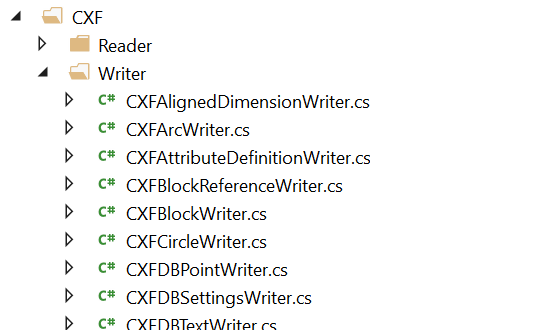 CXF
Reader
Writer
C# CXFAlignedDimensionWriter.cs
C# CXFArcWriter.cs
C# CXFAttributeDefinitionWriter.cs
C# CXFBlockReferenceWriter.cs
C# CXFBlockWriter.cs
C# CXFCircleWriter.cs
C# CXFDBPointWriter.cs
C# CXFDBSettingsWriter.cs
C# CXFDBTextWriter.cs